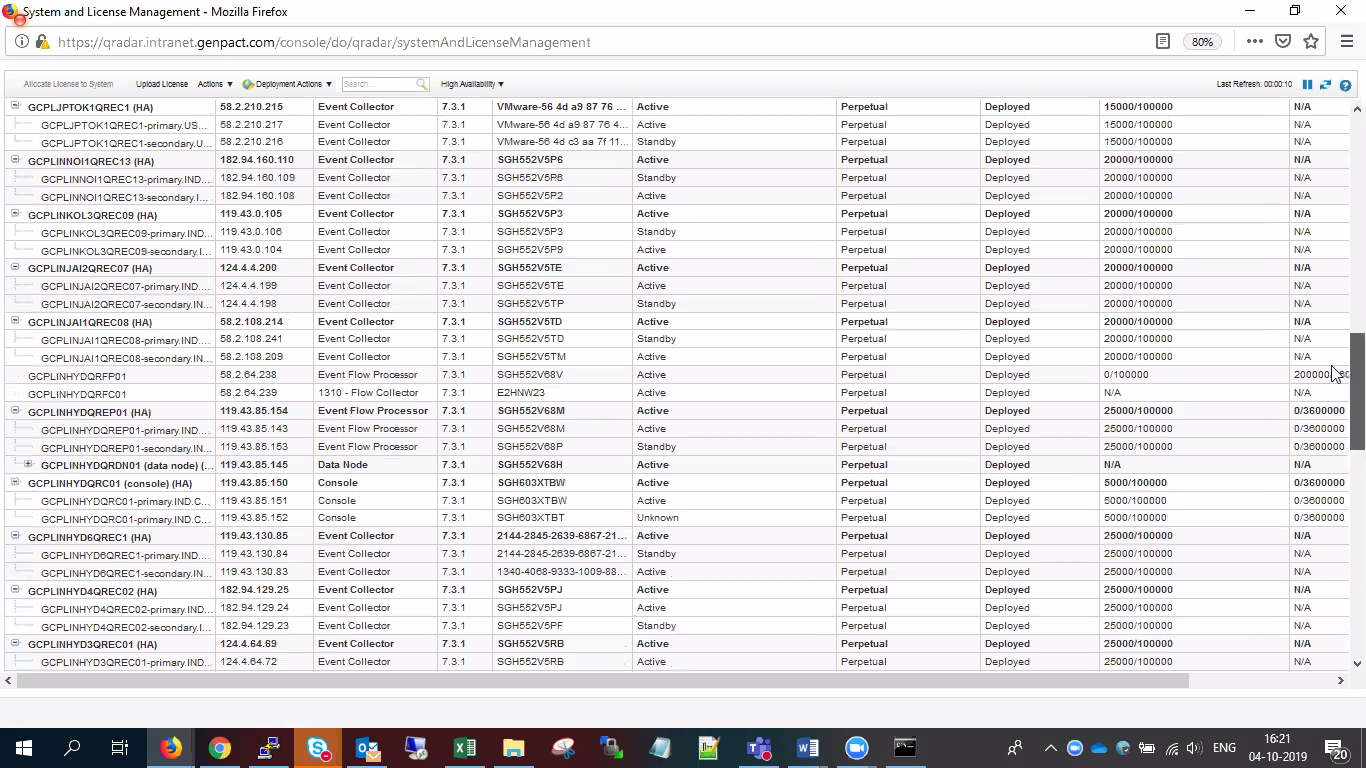 System and License Management - Mozilla Firefox
https://qradar.intranet.genpact.com/console/do/qradar/systemAndLicenseManagement 80%
Allocate License to System Upload License Actions Deployment Actions Search... High Availability Last Refresh: 00:00:10
GCPLJPTOK1QREC1 (HA) 58.2.210.215 Event Collector 7.3.1 VMware-56 4d a9 87 76 ... Active Perpetual Deployed 15000/100000 N/A
GCPLJPTOK1QREC1-primary.US... 58.2.210.217 Event Collector 7.3.1 VMware-56 4d a9 87 76 4... Active Perpetual Deployed 15000/100000 N/A
GCPLJPTOK1QREC1-secondary.U... 58.2.210.216 Event Collector 7.3.1 VMware-56 4d c3 aa 7f 11... Standby Perpetual Deployed 15000/100000 N/A
GCPLINNOI1QREC13 (HA) 182.94.160.110 Event Collector 7.3.1 SGH552V5P6 Active Perpetual Deployed 20000/100000 N/A
GCPLINNOI1QREC13-primary.IND.... 182.94.160.109 Event Collector 7.3.1 SGH552V5P6 Standby Perpetual Deployed 20000/100000 N/A
GCPLINNOI1QREC13-secondary.I... 182.94.160.108 Event Collector 7.3.1 SGH552V5P2 Active Perpetual Deployed 20000/100000 N/A
GCPLINKOL3QREC09 (HA) 119.43.0.105 Event Collector 7.3.1 SGH552V5P3 Active Perpetual Deployed 20000/100000 N/A
GCPLINKOL3QREC09-primary.IND... 119.43.0.106 Event Collector 7.3.1 SGH552V5P3 Standby Perpetual Deployed 20000/100000 N/A
GCPLINKOL3QREC09-secondary.I... 119.43.0.104 Event Collector 7.3.1 SGH552V5P9 Active Perpetual Deployed 20000/100000 N/A
GCPLINJAI2QREC07 (HA) 124.4.4.200 Event Collector 7.3.1 SGH552V5TE Active Perpetual Deployed 20000/100000 N/A
GCPLINJAI2QREC07-primary.IND.... 124.4.4.199 Event Collector 7.3.1 SGH552V5TE Active Perpetual Deployed 20000/100000 N/A
GCPLINJAI2QREC07-secondary.IN... 124.4.4.198 Event Collector 7.3.1 SGH552V5TP Standby Perpetual Deployed 20000/100000 N/A
GCPLINJAI1QREC08 (HA) 58.2.108.214 Event Collector 7.3.1 SGH552V5TD Active Perpetual Deployed 20000/100000 N/A
GCPLINJAI1QREC08-primary.IND.... 58.2.108.241 Event Collector 7.3.1 SGH552V5TD Standby Perpetual Deployed 20000/100000 N/A
GCPLINJAI1QREC08-secondary.IN... 58.2.108.209 Event Collector 7.3.1 SGH552V5TM Active Perpetual Deployed 20000/100000 N/A
GCPLINHYDQRFP01 58.2.64.238 Event Flow Processor 7.3.1 SGH552V68V Active Perpetual Deployed 0/100000
GCPLINHYDQRFC01 58.2.64.239 1310 - Flow Collector 7.3.1 E2HNW23 Active Perpetual Deployed N/A N/A
GCPLINHYDQREP01 (HA) 119.43.85.154 Event Flow Processor 7.3.1 SGH552V68M Active Perpetual Deployed 25000/100000 0/3600000
GCPLINHYDQREP01-primary.IND.... 119.43.85.143 Event Flow Processor 7.3.1 SGH552V68M Active Perpetual Deployed 25000/100000 0/3600000
GCPLINHYDQREP01-secondary.IN... 119.43.85.153 Event Flow Processor 7.3.1 SGH552V68P Standby Perpetual Deployed 25000/100000 0/3600000
GCPLINHYDQRDN01 (data node) (... 119.43.85.145 Data Node 7.3.1 SGH552V68H Active Perpetual Deployed N/A N/A
GCPLINHYDQRC01 (console) (HA) 119.43.85.150 Console 7.3.1 SGH603XTBW Active Perpetual Deployed 5000/100000 0/3600000
GCPLINHYDQRC01-primary.IND.C... 119.43.85.151 Console 7.3.1 SGH603XTBW Active Perpetual Deployed 5000/100000 0/3600000
GCPLINHYDQRC01-primary.IND.C... 119.43.85.152 Console 7.3.1 SGH603XTBT Unknown Perpetual Deployed 5000/100000 0/3600000
GCPLINHYD6QREC1 (HA) 119.43.130.85 Event Collector 7.3.1 2144-2845-2639-6867-21... Active Perpetual Deployed 25000/100000 N/A
GCPLINHYD6QREC1-primary.IND.... 119.43.130.84 Event Collector 7.3.1 2144-2845-2639-6867-21... Standby Perpetual Deployed 25000/100000 N/A
GCPLINHYD6QREC1-secondary.IN... 119.43.130.83 Event Collector 7.3.1 1340-4068-9333-1009-88... Active Perpetual Deployed 25000/100000 N/A
GCPLINHYD4QREC02 (HA) 182.94.129.25 Event Collector 7.3.1 SGH552V5PJ Active Perpetual Deployed 25000/100000 N/A
GCPLINHYD4QREC02-primary.IND... 182.94.129.24 Event Collector 7.3.1 SGH552V5PJ Active Perpetual Deployed 25000/100000 N/A
GCPLINHYD4QREC02-secondary.I... 182.94.129.23 Event Collector 7.3.1 SGH552V5PF Standby Perpetual Deployed 25000/100000 N/A
GCPLINHYD3QREC01 (HA) 124.4.64.69 Event Collector 7.3.1 SGH552V5RB Active Perpetual Deployed 25000/100000 N/A
GCPLINHYD3QREC01-primary.IND... 124.4.64.72 Event Collector 7.3.1 SGH552V5RB Active Perpetual Deployed 25000/100000 N/A
ENG 16:21
04-10-2019 20